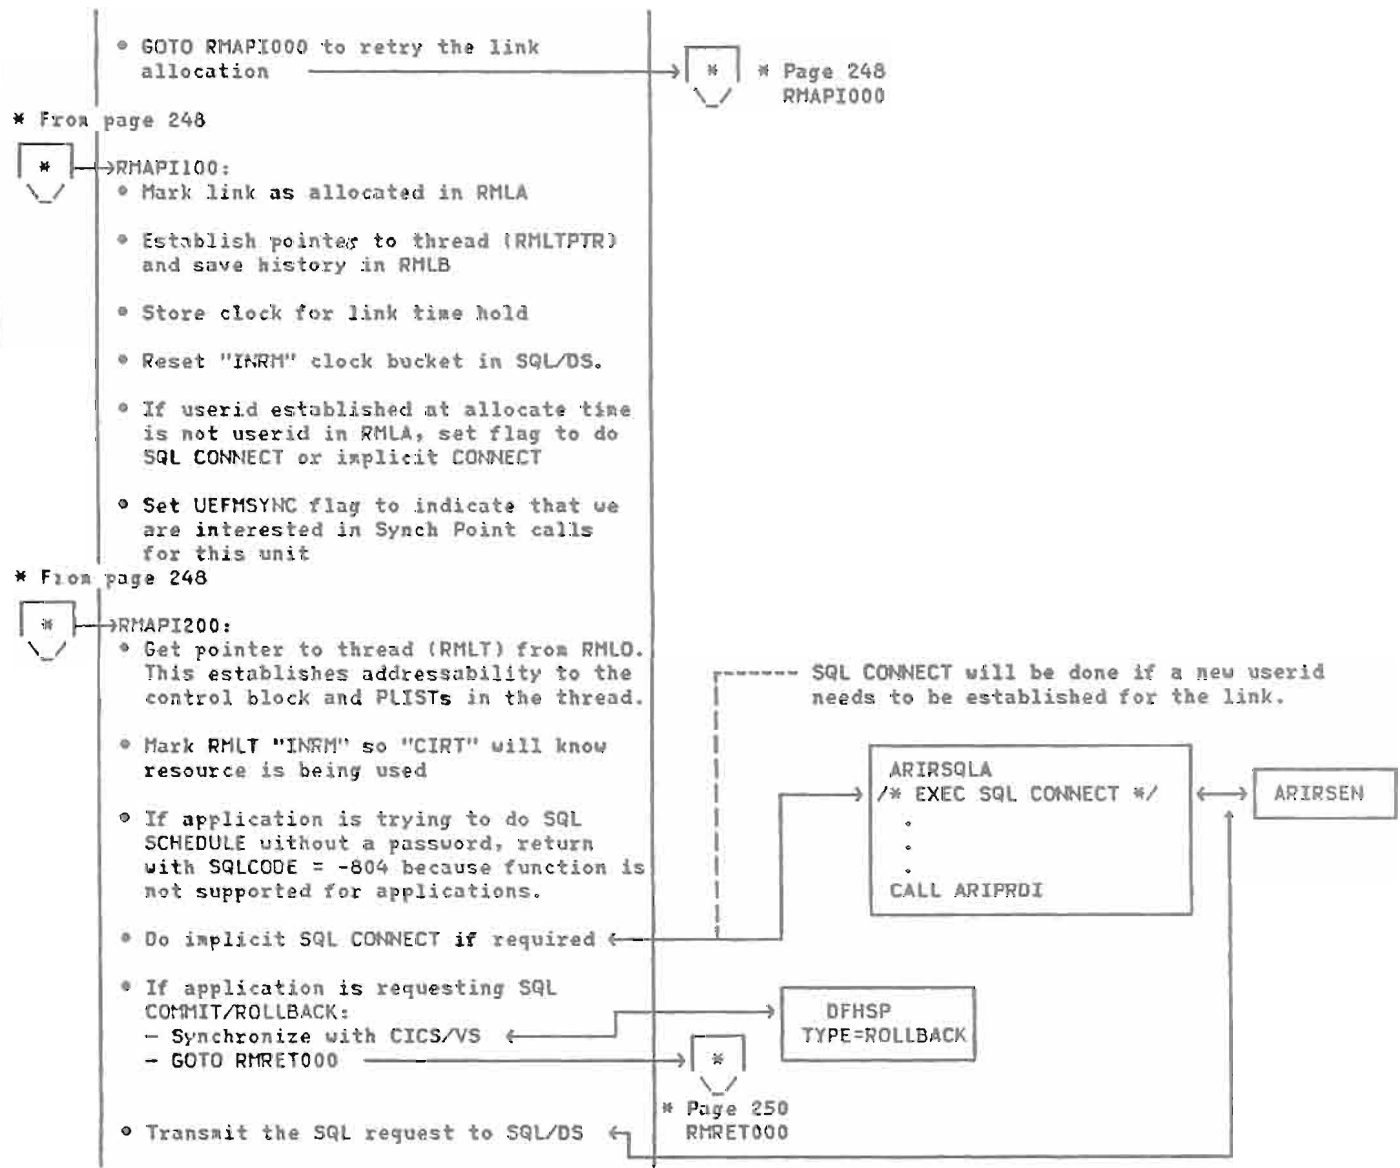 • GOTO RMAPI000 to retry the link
allocation
* * Page 248
RMAPI000
* From page 248
*
RMAPI100:
• Mark link as allocated in RMLA
• Establish pointer to thread (RMLTPTR)
and save history in RMLB
• Store clock for link time hold
• Reset "INRM" clock bucket in SQL/DS.
• If userid established at allocate time
is not userid in RMLA, set flag to do
SQL CONNECT or implicit CONNECT
• Set UEFMSYNC flag to indicate that we
are interested in Synch Point calls
for this unit
* From page 248
*
RMAPI200:
• Get pointer to thread (RMLT) from RMLO.
This establishes addressability to the
control block and PLISTs in the thread.
SQL CONNECT will be done if a new userid
needs to be established for the link.
• Mark RMLT "INRM" so "CIRT" will know
resource is being used
ARIRSQLA
/* EXEC SQL CONNECT */
.
.
.
CALL ARIPRDI
ARIRSEN
• If application is trying to do SQL
SCHEDULE without a password, return
with SQLCODE = -804 because function is
not supported for applications.
• Do implicit SQL CONNECT if required
• If application is requesting SQL
COMMIT/ROLLBACK:
- Synchronize with CICS/VS
- GOTO RMRET000
DFHSP
TYPE=ROLLBACK
*
* Page 250
RMRET000
• Transmit the SQL request to SQL/DS